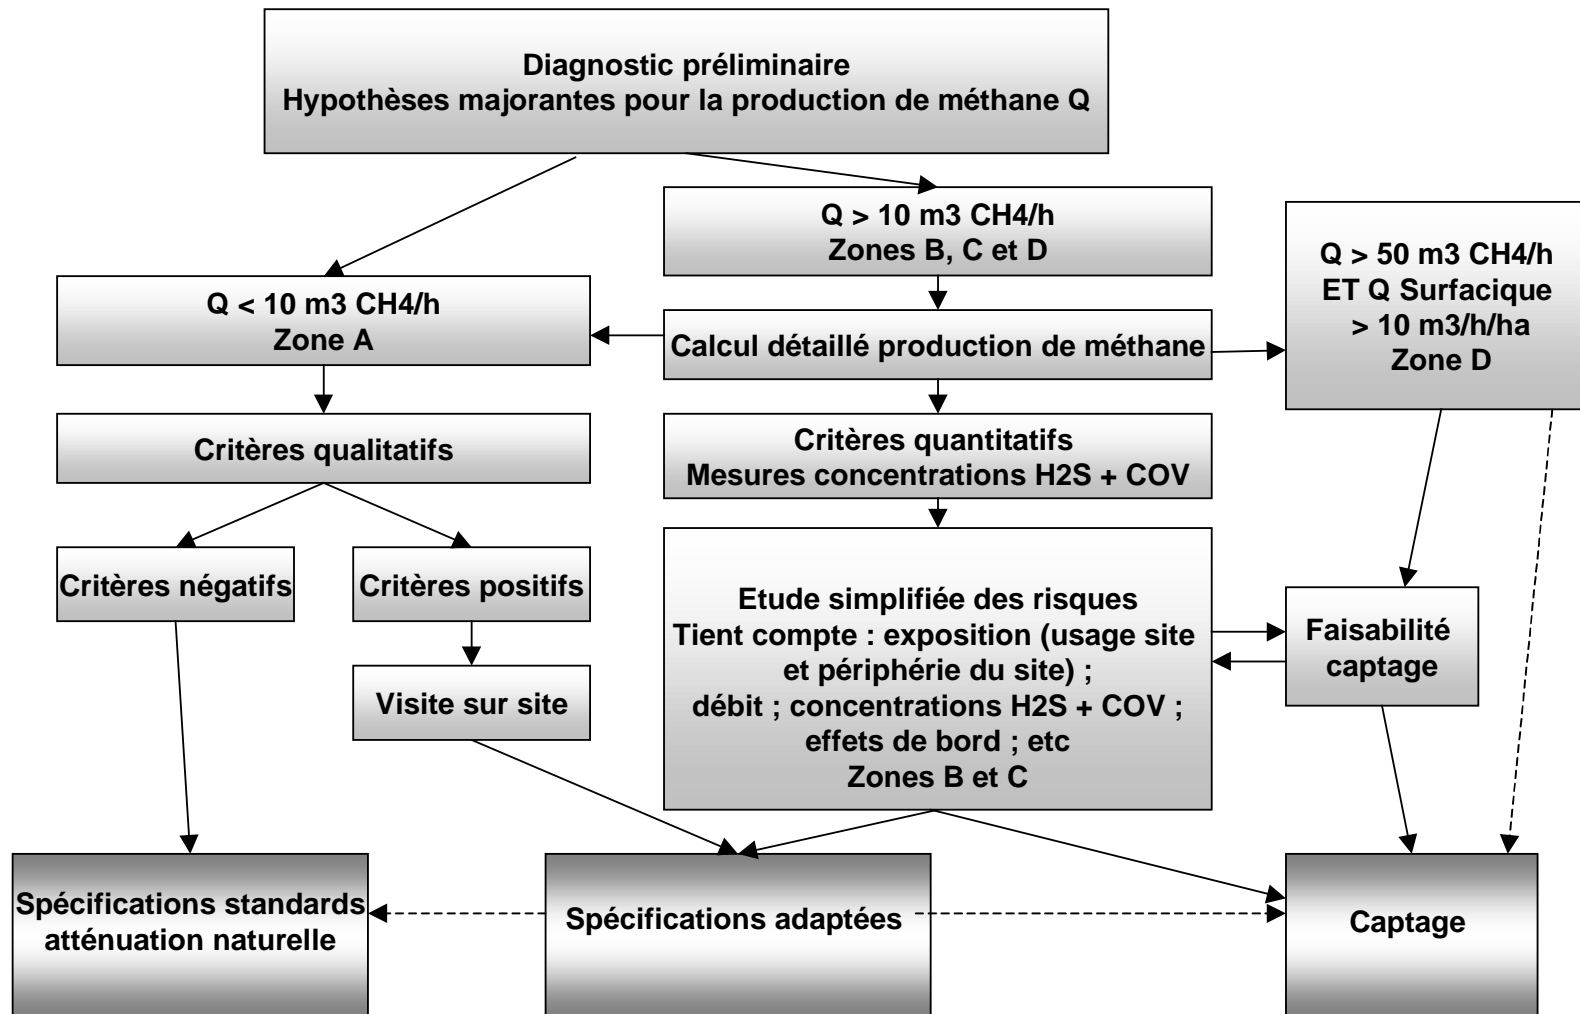 Diagnostic préliminaire
Hypothèses majorantes pour la production de méthane Q
Q > 10 m3 CH4/h
Zones B, C et D
Q > 50 m3 CH4/h
ET Q Surfacique
> 10 m3/h/ha
Zone D
Q < 10 m3 CH4/h
Zone A
Calcul détaillé production de méthane
Critères qualitatifs
Critères quantitatifs
Mesures concentrations H2S + COV
Critères négatifs
Critères positifs
Etude simplifiée des risques
Tient compte : exposition (usage site
et périphérie du site) ;
débit ; concentrations H2S + COV ;
effets de bord ; etc
Zones B et C
Faisabilité
captage
Visite sur site
Spécifications standards
atténuation naturelle
Spécifications adaptées
Captage